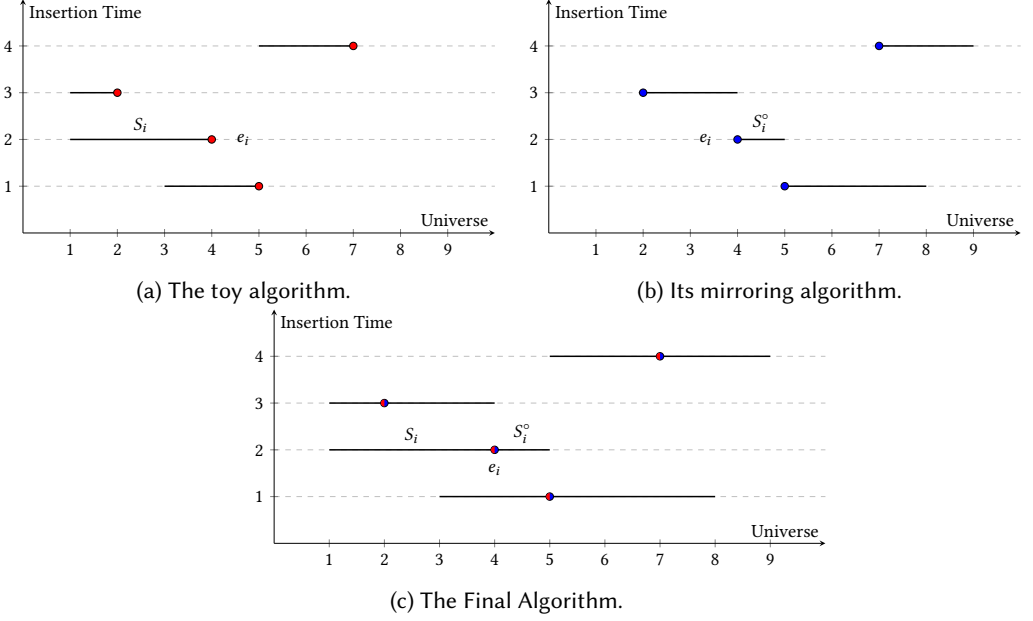 Insertion Time
4
3
2
1
S_i
e_i
Universe
1 2 3 4 5 6 7 8 9
(a) The toy algorithm.
Insertion Time
4
3
2
1
e_i
S_i^∘
Universe
1 2 3 4 5 6 7 8 9
(b) Its mirroring algorithm.
Insertion Time
4
3
2
1
S_i
S_i^∘
e_i
Universe
1 2 3 4 5 6 7 8 9
(c) The Final Algorithm.